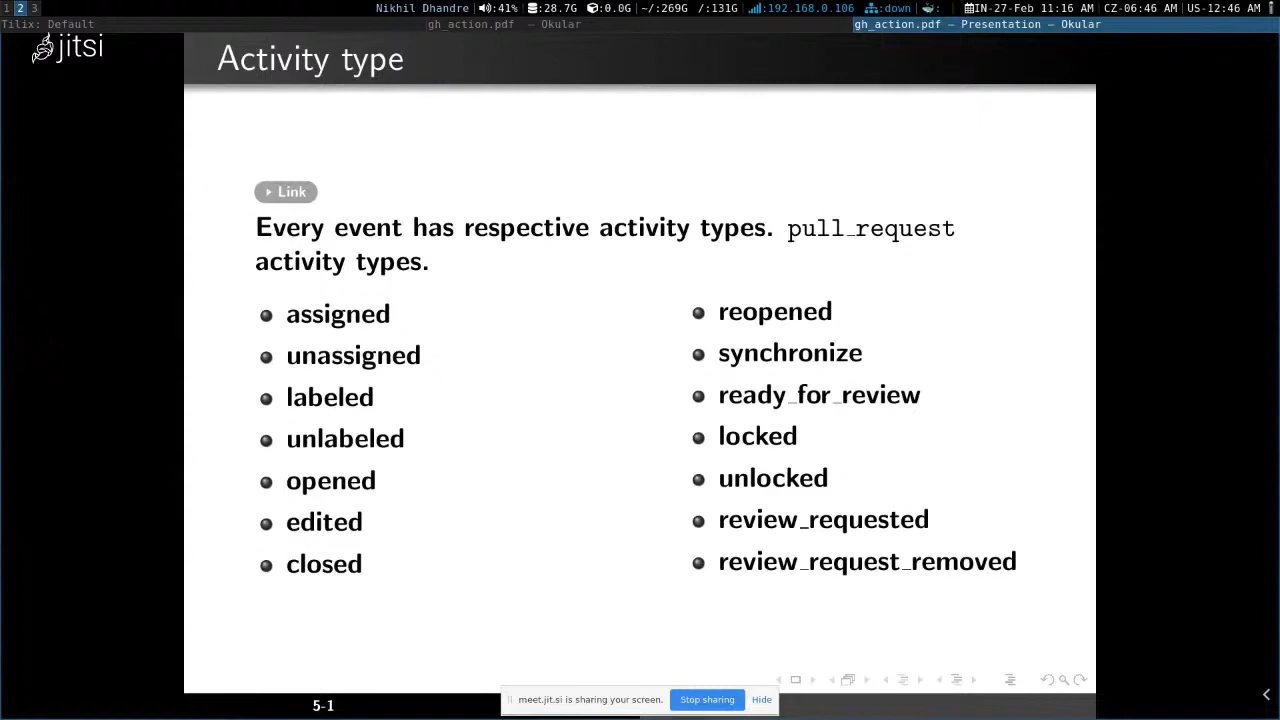 1 2 3
Nikhil Dhandre 41% :28.7G :0.0G ~/:269G /:131G :192.168.0.106 :down : IN-27-Feb 11:16 AM CZ-06:46 AM US-12:46 AM
Tilix: Default gh_action.pdf — Okular gh_action.pdf — Presentation — Okular
jitsi
Activity type
Link
Every event has respective activity types. pull_request
activity types.
assigned
unassigned
labeled
unlabeled
opened
edited
closed
reopened
synchronize
ready_for_review
locked
unlocked
review_requested
review_request_removed
meet.jit.si is sharing your screen. Stop sharing Hide
5-1